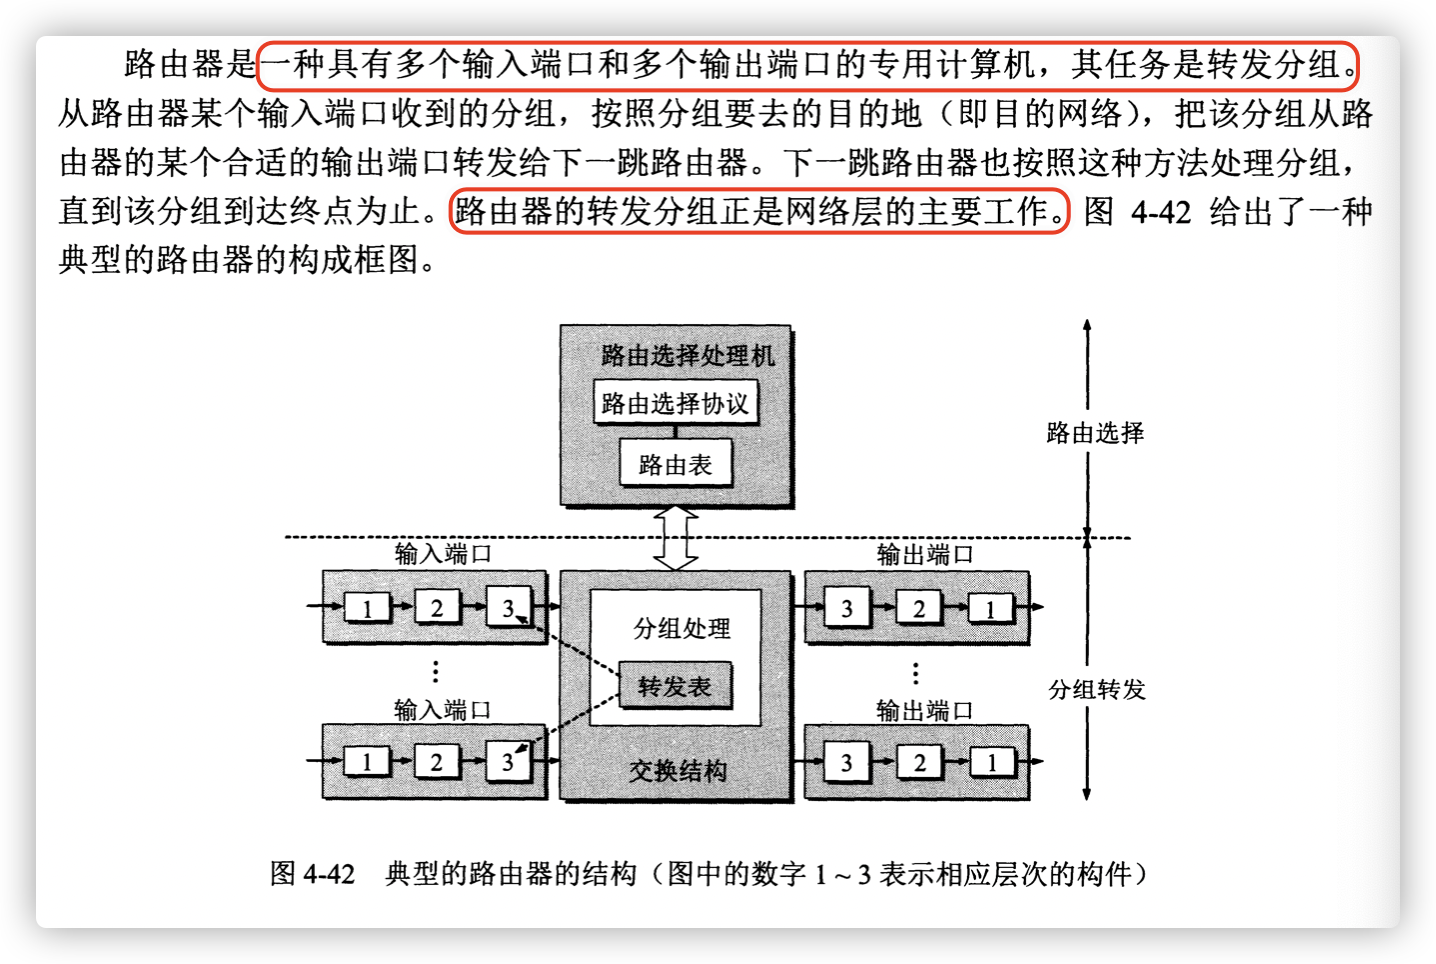 路由器是一种具有多个输入端口和多个输出端口的专用计算机，其任务是转发分组。
从路由器某个输入端口收到的分组，按照分组要去的目的地（即目的网络），把该分组从路
由器的某个合适的输出端口转发给下一跳路由器。下一跳路由器也按照这种方法处理分组，
直到该分组到达终点为止。路由器的转发分组正是网络层的主要工作。图 4-42 给出了一种
典型的路由器的构成框图。
路由选择处理机
路由选择协议
路由表
路由选择
输入端口
输出端口
1 2 3
分组处理
3 2 1
转发表
分组转发
输入端口
输出端口
1 2 3
交换结构
3 2 1
图 4-42 典型的路由器的结构（图中的数字 1 ~ 3 表示相应层次的构件）